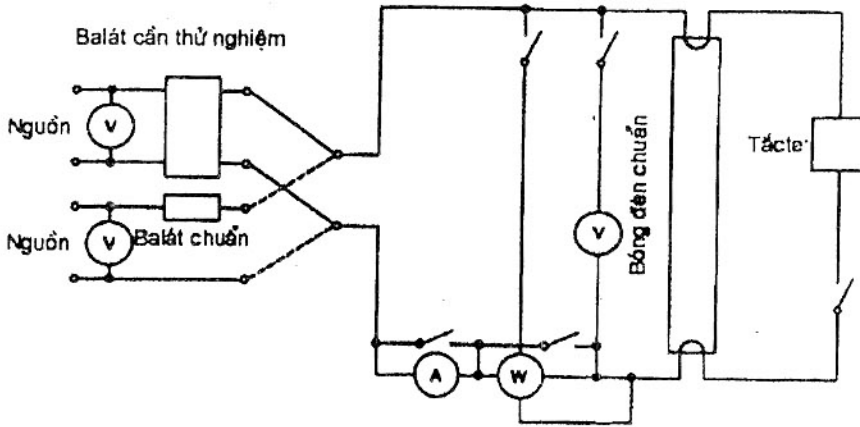 Balát cần thử nghiệm
Nguồn
V
Nguồn
V
Balát chuẩn
A
W
V
Bóng đèn chuẩn
Tắcte